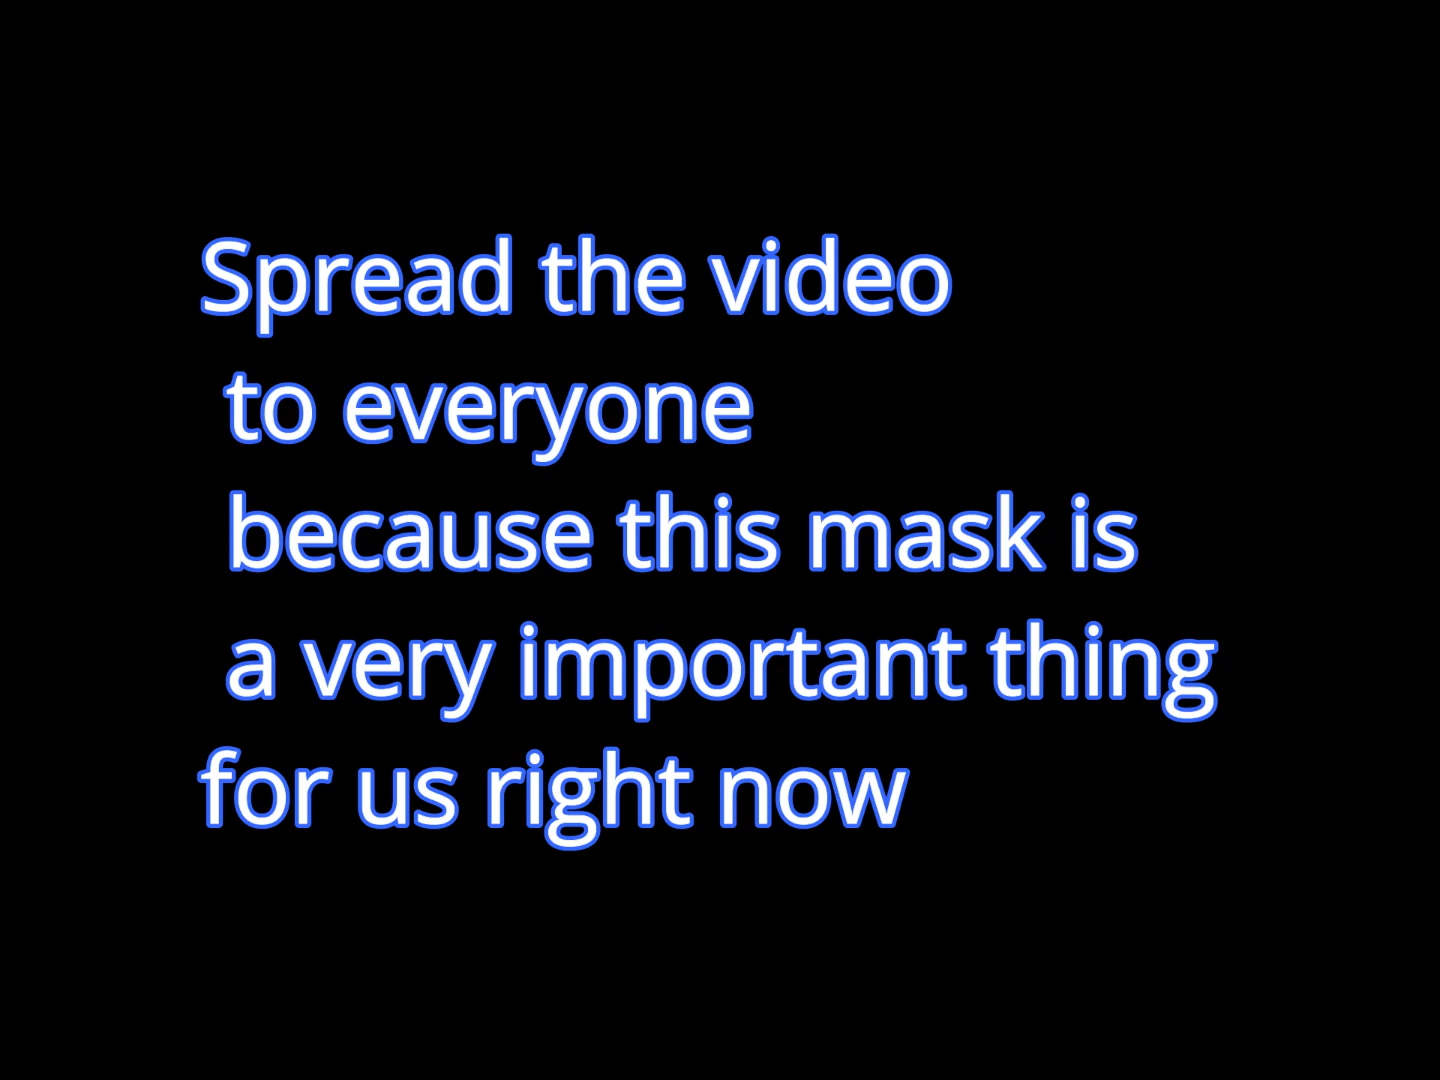 Spread the video
to everyone
because this mask is
a very important thing
for us right now